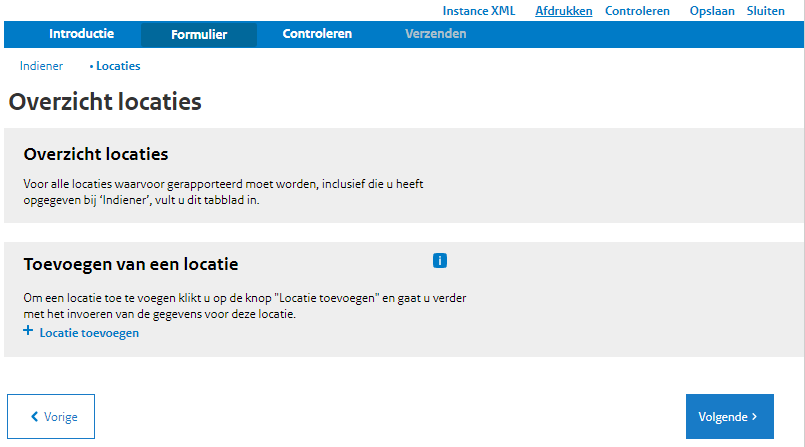 Instance XML Afdrukken Controleren Opslaan Sluiten
Introductie Formulier Controleren Verzenden
Indiener • Locaties
Overzicht locaties
Overzicht locaties
Voor alle locaties waarvoor gerapporteerd moet worden, inclusief die u heeft
opgegeven bij ‘Indiener’, vult u dit tabblad in.
Toevoegen van een locatie i
Om een locatie toe te voegen klikt u op de knop "Locatie toevoegen" en gaat u verder
met het invoeren van de gegevens voor deze locatie.
+ Locatie toevoegen
Vorige Volgende